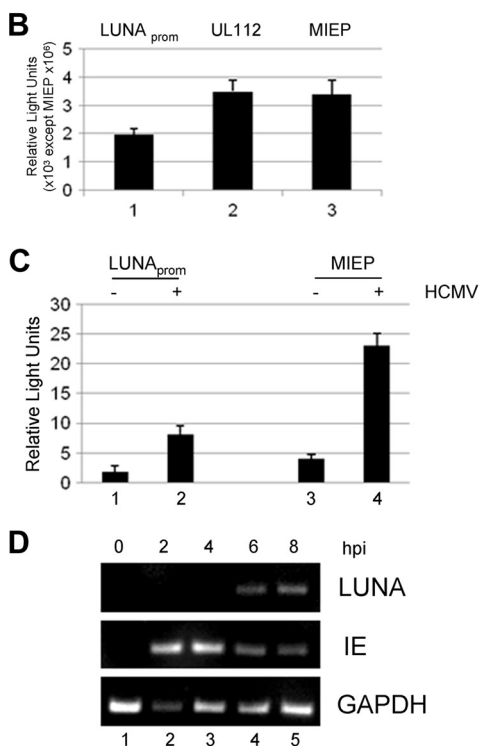 B
LUNA prom UL112 MIEP
Relative Light Units
(x10³ except MIEP x10⁶)
5
4
3
2
1
0
1 2 3
C
LUNAprom MIEP
- + - + HCMV
Relative Light Units
30
25
20
15
10
5
0
1 2 3 4
D
0 2 4 6 8 hpi
LUNA
IE
GAPDH
1 2 3 4 5